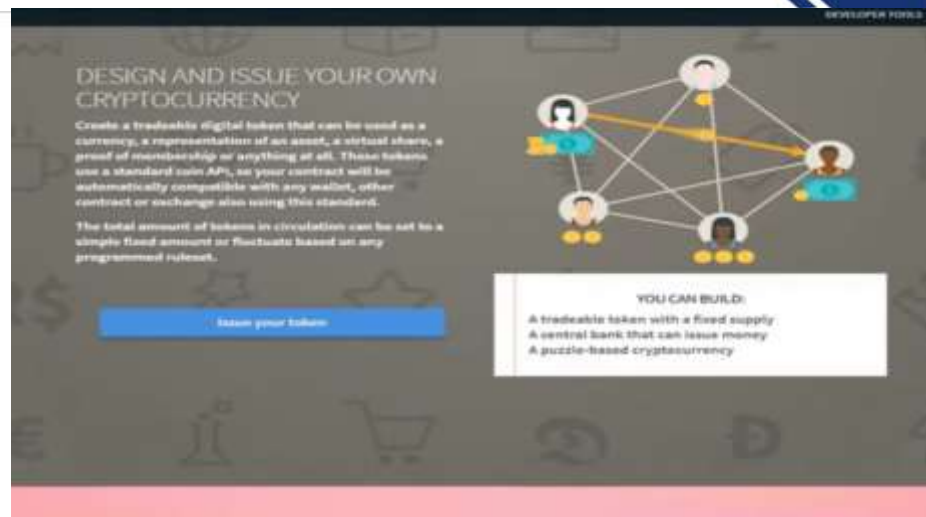 DEVELOPER TOOLS
DESIGN AND ISSUE YOUR OWN
CRYPTOCURRENCY
Create a tradeable digital token that can be used as a
currency, a representation of an asset, a virtual share, a
proof of membership or anything at all. These tokens
use a standard coin API, so your contract will be
automatically compatible with any wallet, other
contract or exchange also using this standard.
The total amount of tokens in circulation can be set to a
simple fixed amount or fluctuate based on any
programmed ruleset.
Issue your token
YOU CAN BUILD:
A tradeable token with a fixed supply
A central bank that can issue money
A puzzle-based cryptocurrency